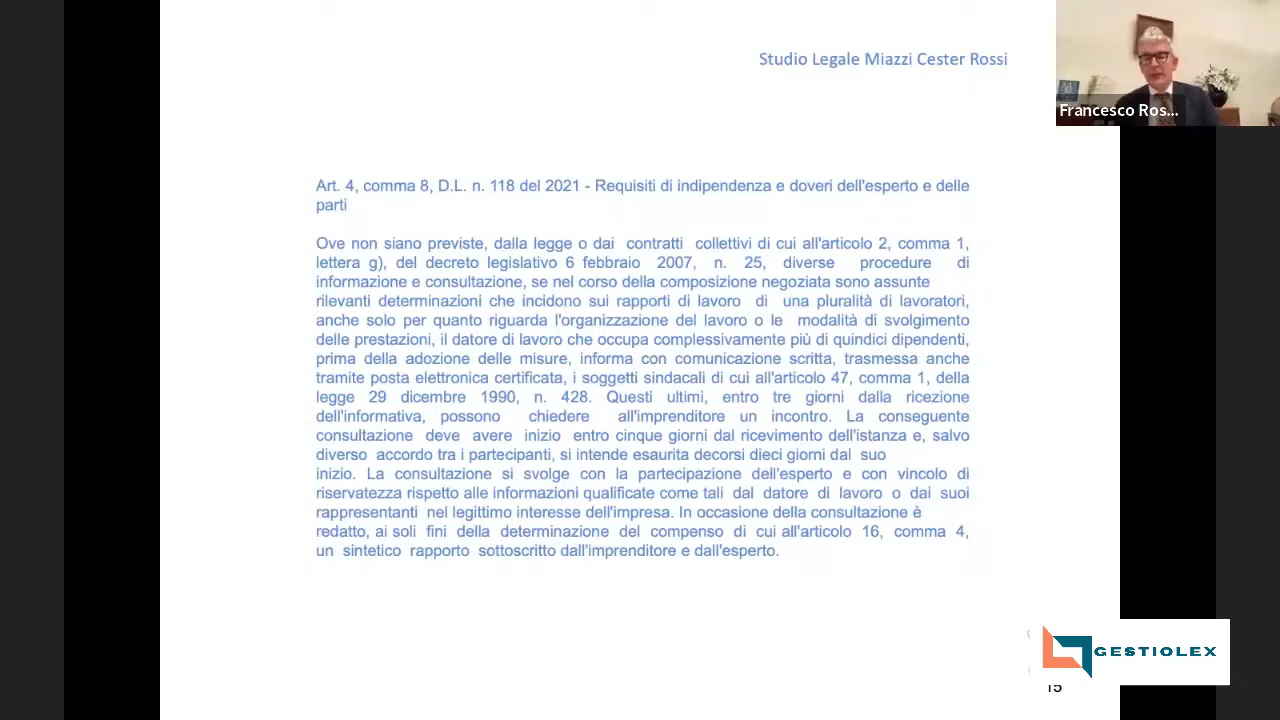 Studio Legale Miazzi Cester Rossi
Francesco Ros...
Art. 4, comma 8, D.L. n. 118 del 2021 - Requisiti di indipendenza e doveri dell'esperto e delle
parti
Ove non siano previste, dalla legge o dai contratti collettivi di cui all'articolo 2, comma 1,
lettera g), del decreto legislativo 6 febbraio 2007, n. 25, diverse procedure di
informazione e consultazione, se nel corso della composizione negoziata sono assunte
rilevanti determinazioni che incidono sui rapporti di lavoro di una pluralità di lavoratori,
anche solo per quanto riguarda l'organizzazione del lavoro o le modalità di svolgimento
delle prestazioni, il datore di lavoro che occupa complessivamente più di quindici dipendenti,
prima della adozione delle misure, informa con comunicazione scritta, trasmessa anche
tramite posta elettronica certificata, i soggetti sindacali di cui all'articolo 47, comma 1, della
legge 29 dicembre 1990, n. 428. Questi ultimi, entro tre giorni dalla ricezione
dell'informativa, possono chiedere all'imprenditore un incontro. La conseguente
consultazione deve avere inizio entro cinque giorni dal ricevimento dell'istanza e, salvo
diverso accordo tra i partecipanti, si intende esaurita decorsi dieci giorni dal suo
inizio. La consultazione si svolge con la partecipazione dell'esperto e con vincolo di
riservatezza rispetto alle informazioni qualificate come tali dal datore di lavoro o dai suoi
rappresentanti nel legittimo interesse dell'impresa. In occasione della consultazione è
redatto, ai soli fini della determinazione del compenso di cui all'articolo 16, comma 4,
un sintetico rapporto sottoscritto dall'imprenditore e dall'esperto.
GESTIOLEX
15